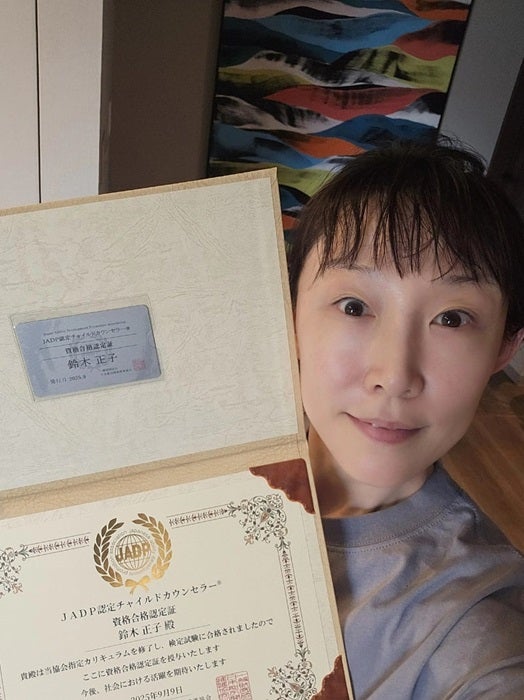 JADP認定チャイルドカウンセラー®
資格合格認定証
鈴木 正子
発行日 2025.9
JADP
JADP認定チャイルドカウンセラー®
資格合格認定証
鈴木 正子 殿
貴殿は当協会指定カリキュラムを修了し、検定試験に合格されましたので
ここに資格合格認定証を授与いたします
今後、社会における活躍を期待いたします
2025年9月9日